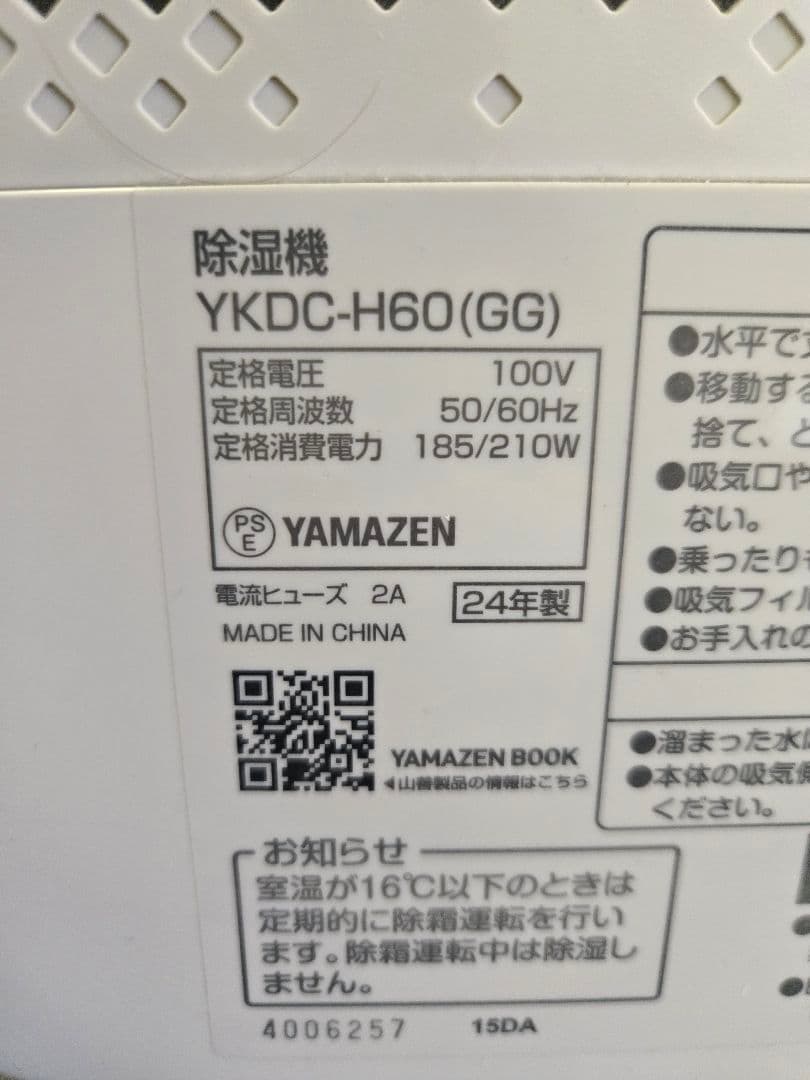 除湿機
YKDC-H60(GG)
定格電圧 100V
定格周波数 50/60Hz
定格消費電力 185/210W
PS
E
YAMAZEN
電流ヒューズ 2A
24年製
MADE IN CHINA
YAMAZEN BOOK
◀山善製品の情報はこちら
お知らせ
室温が16℃以下のときは
定期的に除霜運転を行い
ます。除霜運転中は除湿し
ません。
4006257 15DA
●水平で
●移動する
捨て、
●吸気口や
ない。
●乗ったり
●吸気フィル
●お手入れの
●溜まった水は
●本体の吸気
ください。